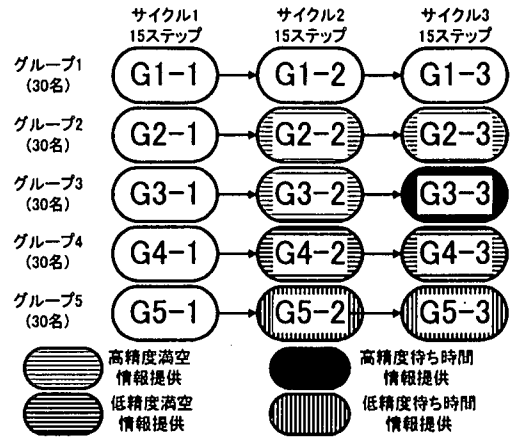 サイクル1 サイクル2 サイクル3
15ステップ 15ステップ 15ステップ
グループ1
(30名)
G1-1 G1-2 G1-3
グループ2
(30名)
G2-1 G2-2 G2-3
グループ3
(30名)
G3-1 G3-2 G3-3
グループ4
(30名)
G4-1 G4-2 G4-3
グループ5
(30名)
G5-1 G5-2 G5-3
高精度満空
情報提供
高精度待ち時間
情報提供
低精度満空
情報提供
低精度待ち時間
情報提供